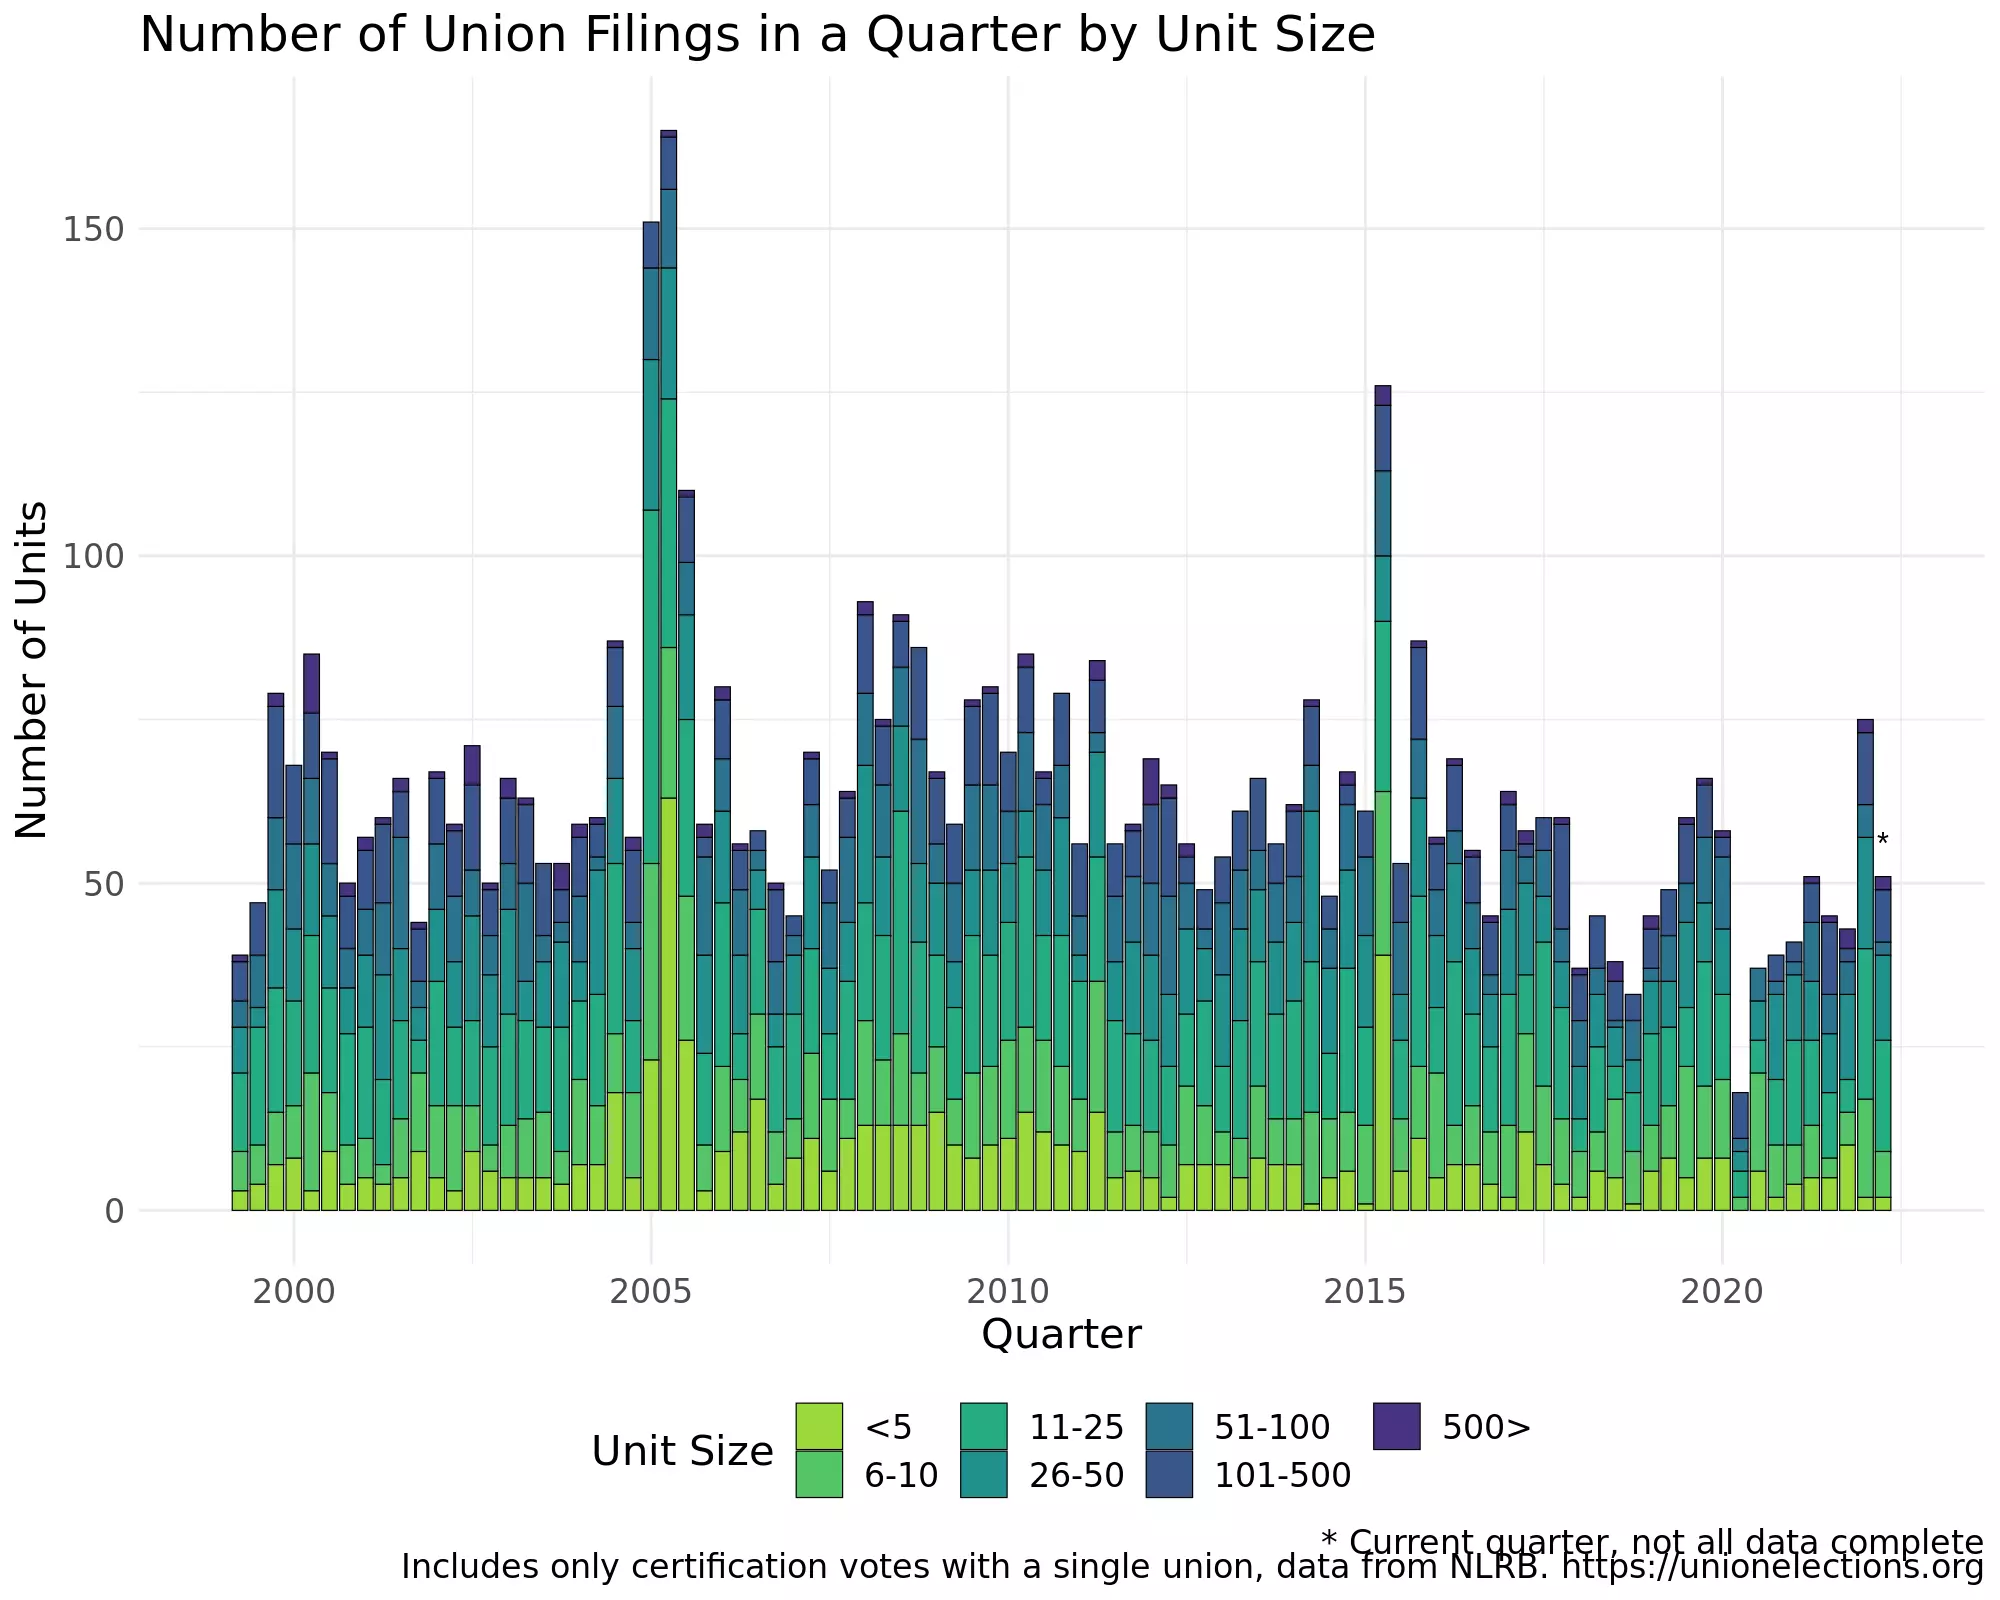 Number of Union Filings in a Quarter by Unit Size
Number of Units
150
100
50
0
*
2000 2005 2010 2015 2020
Quarter
Unit Size
<5 11-25 51-100 500>
6-10 26-50 101-500
* Current quarter, not all data complete
Includes only certification votes with a single union, data from NLRB. https://unionelections.org